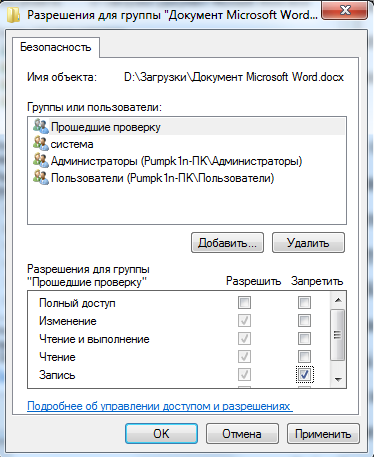 Разрешения для группы "Документ Microsoft Word...
Безопасность
Имя объекта: D:\Загрузки\Документ Microsoft Word.docx
Группы или пользователи:
Прошедшие проверку
система
Администраторы (Pumpk1n-ПК\Администраторы)
Пользователи (Pumpk1n-ПК\Пользователи)
Добавить... Удалить
Разрешения для группы
"Прошедшие проверку" Разрешить Запретить
Полный доступ
Изменение
Чтение и выполнение
Чтение
Запись
Подробнее об управлении доступом и разрешениях
OK Отмена Применить